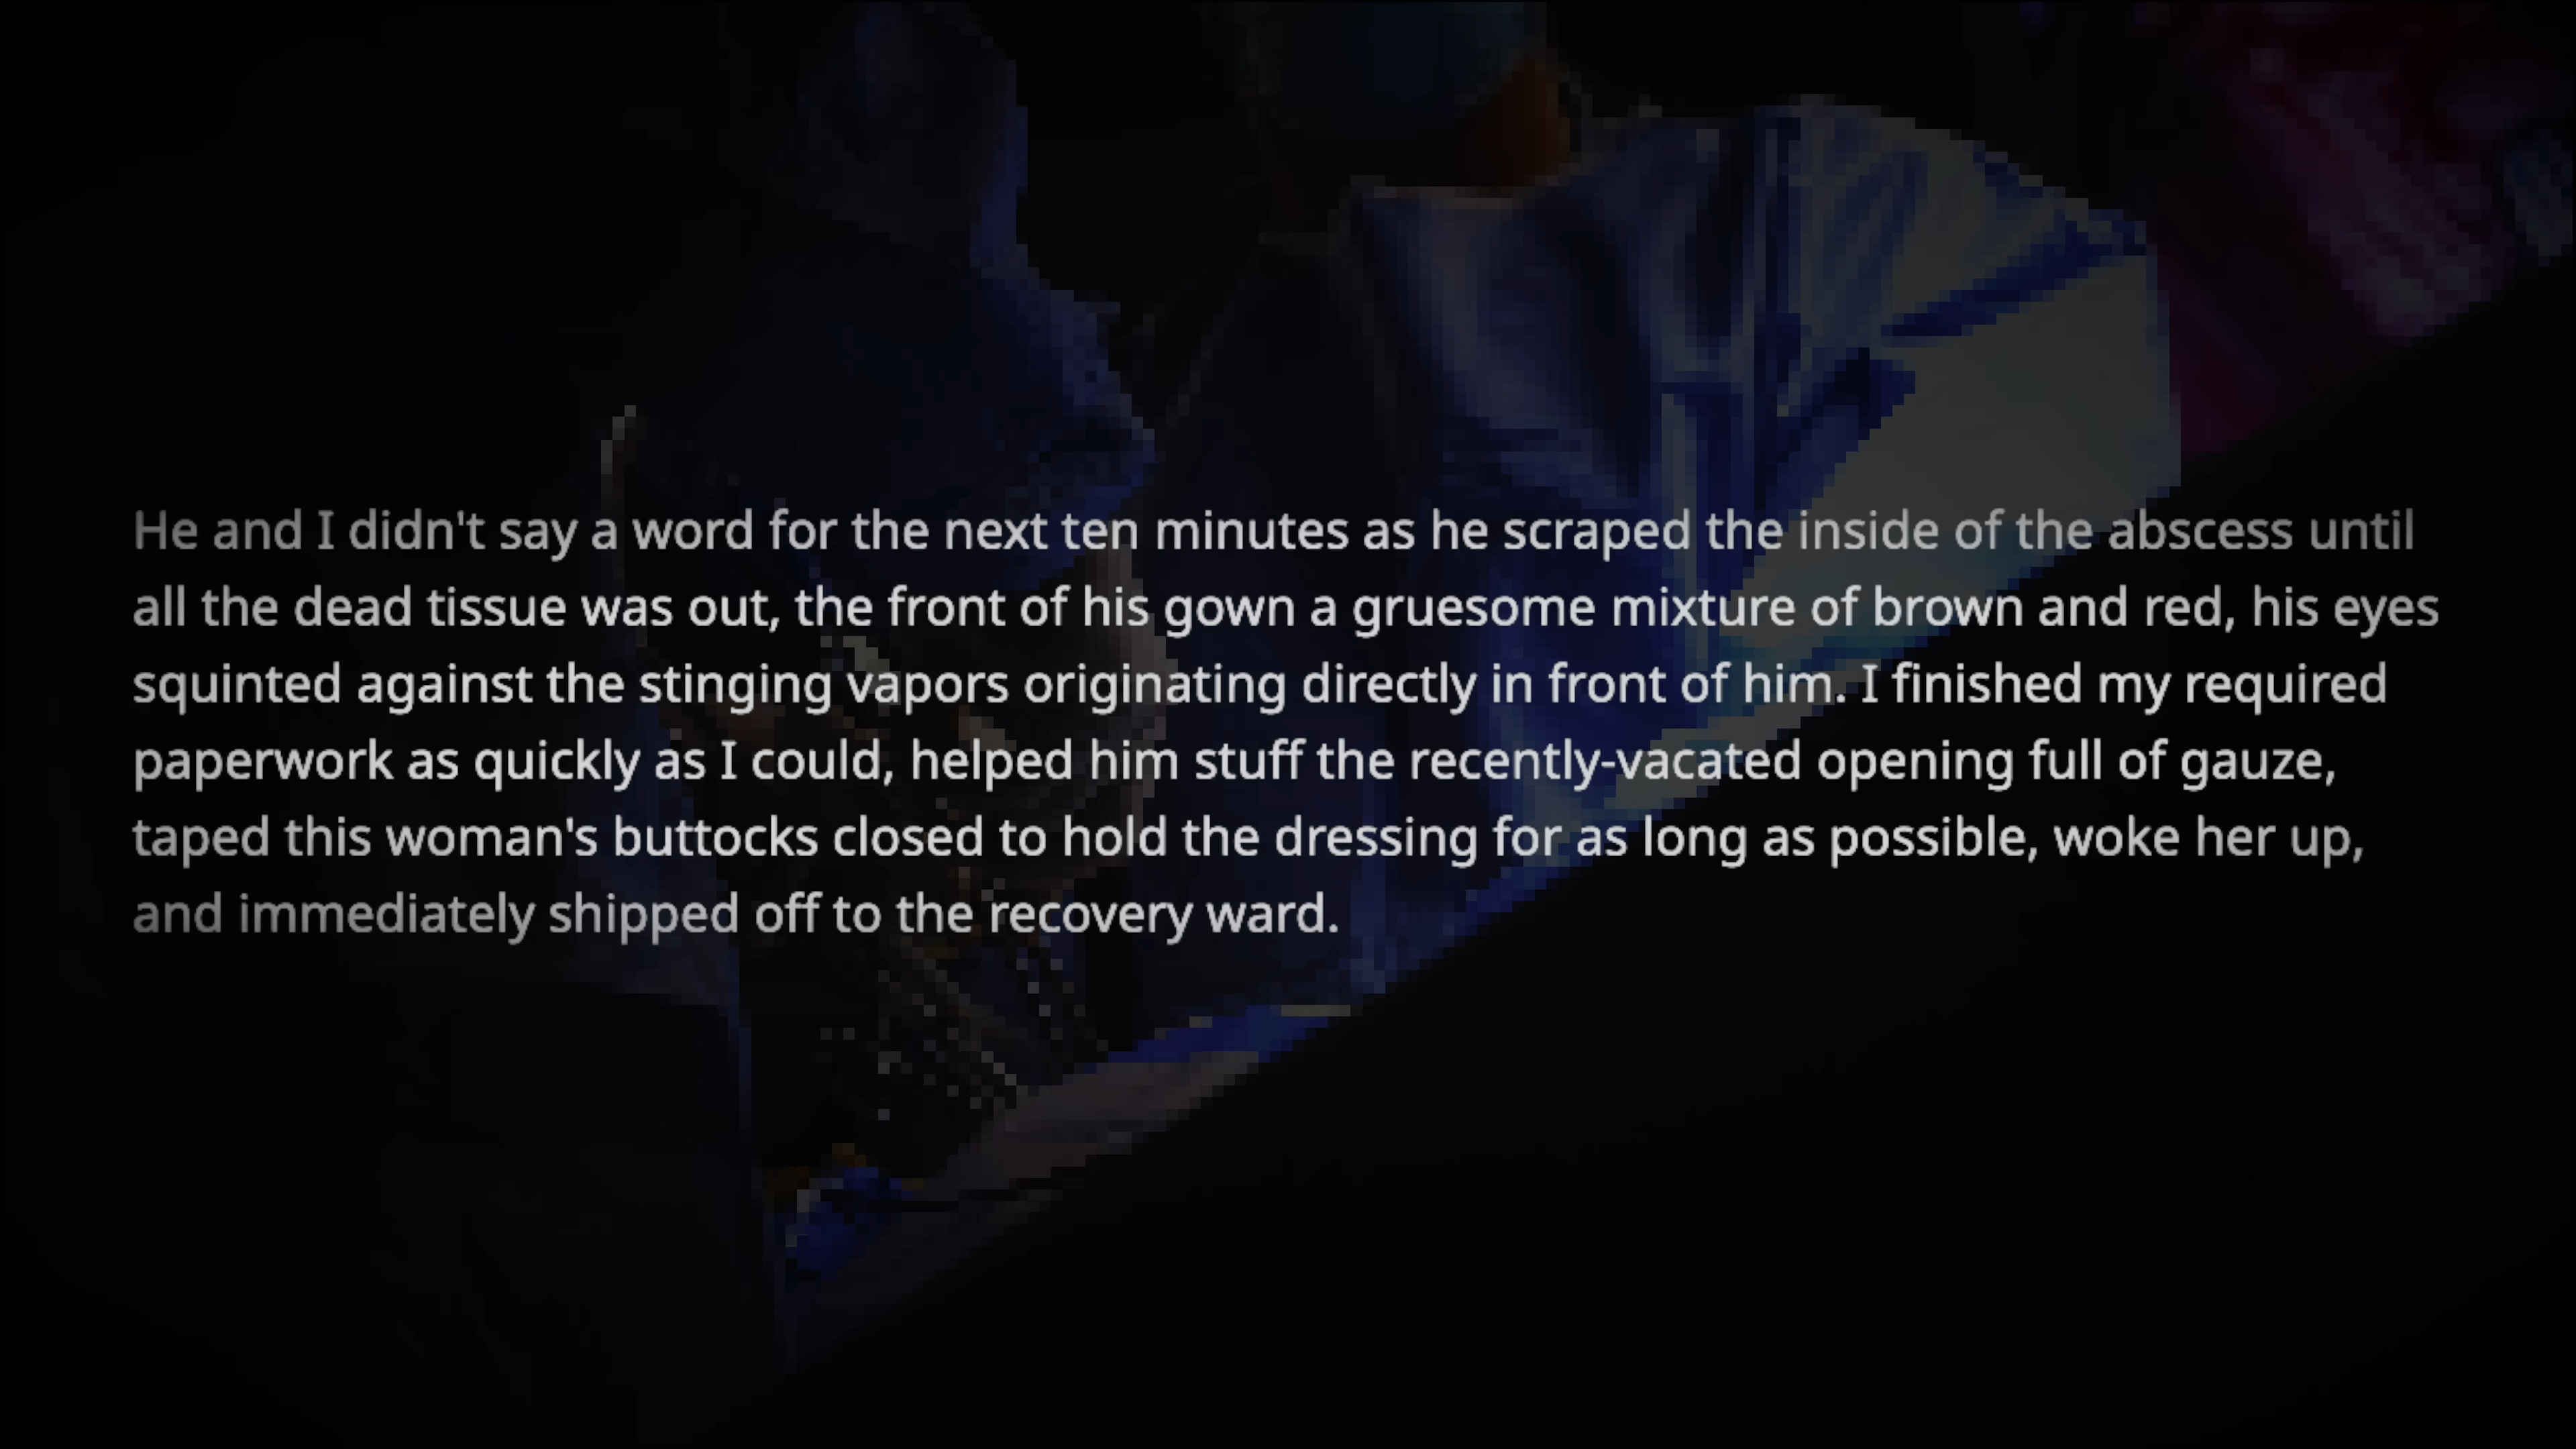 He and I didn't say a word for the next ten minutes as he scraped the inside of the abscess until
all the dead tissue was out, the front of his gown a gruesome mixture of brown and red, his eyes
squinted against the stinging vapors originating directly in front of him. I finished my required
paperwork as quickly as I could, helped him stuff the recently-vacated opening full of gauze,
taped this woman's buttocks closed to hold the dressing for as long as possible, woke her up,
and immediately shipped off to the recovery ward.